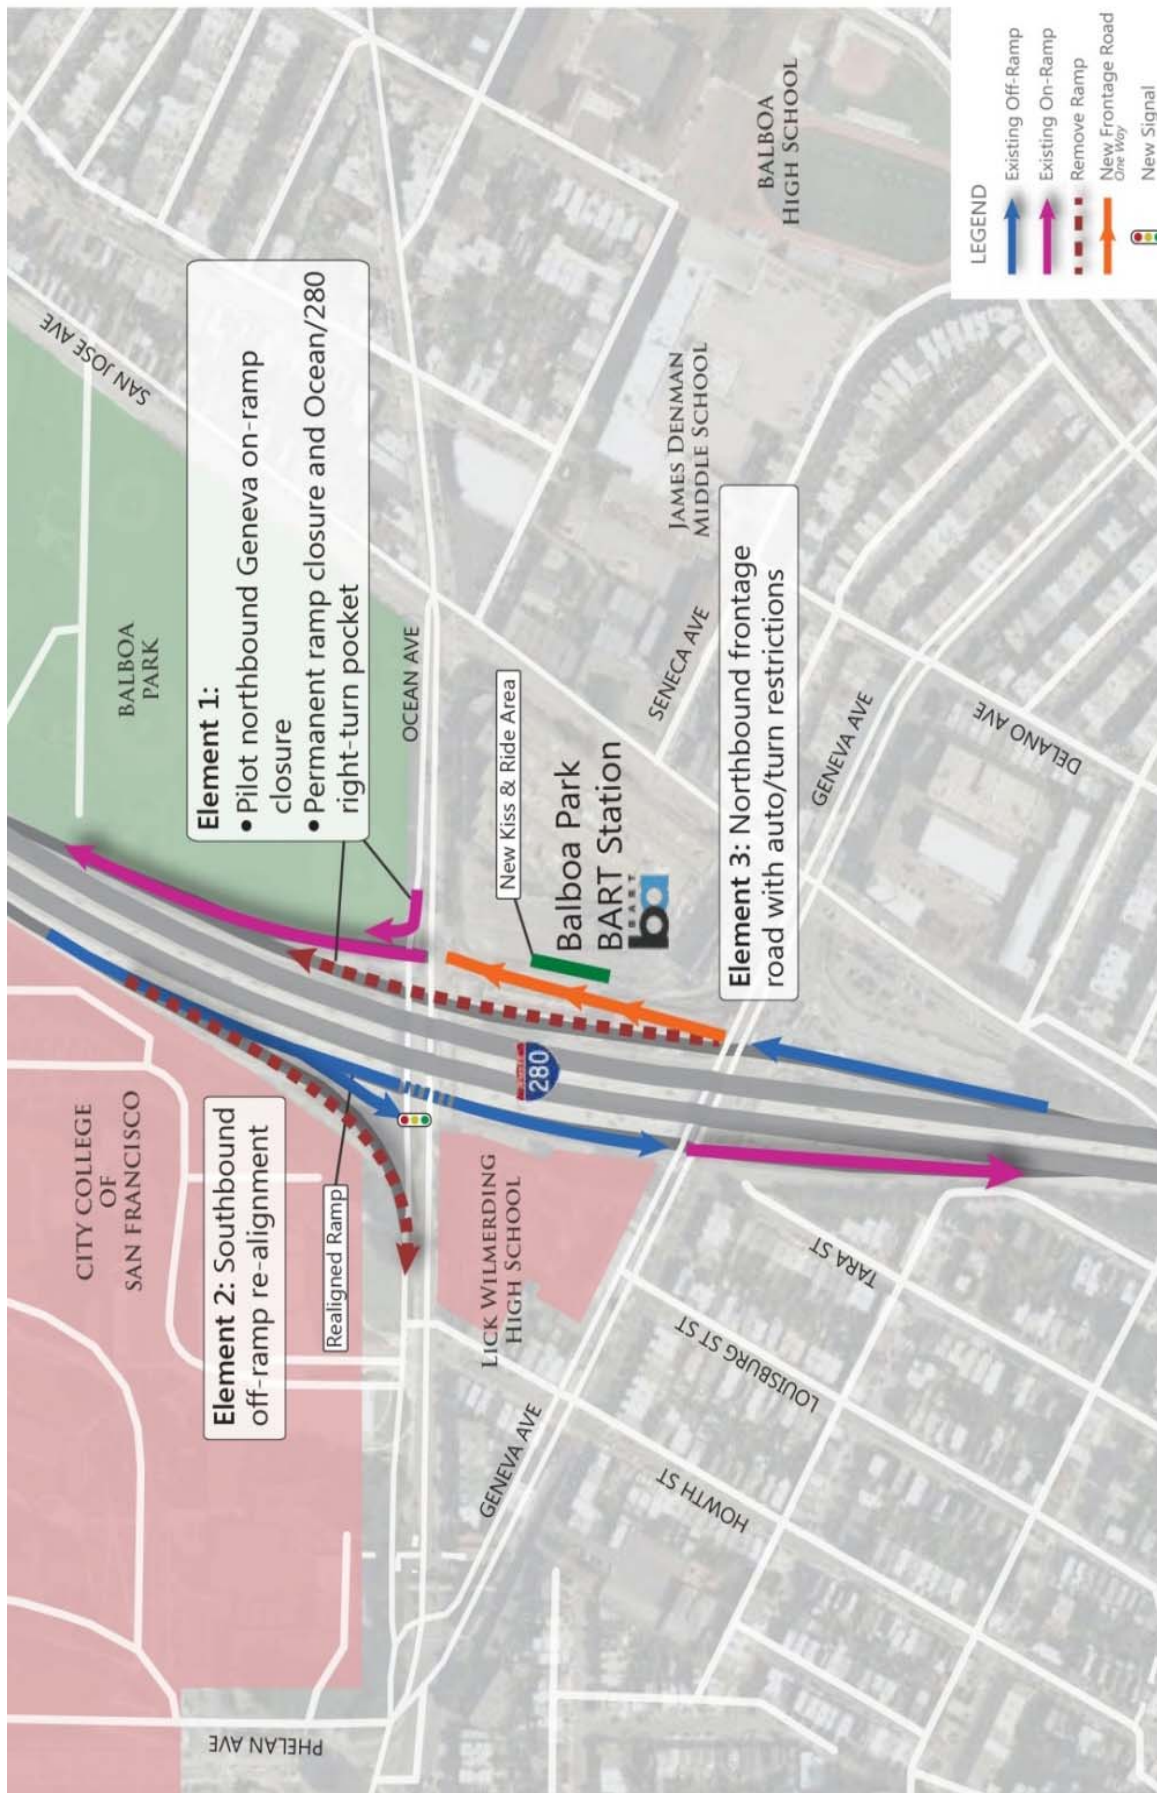 CITY COLLEGE
OF
SAN FRANCISCO
BALBOA
PARK
SAN JOSE AVE
Element 1:
• Pilot northbound Geneva on-ramp
closure
• Permanent ramp closure and Ocean/280
right-turn pocket
Element 2: Southbound
off-ramp re-alignment
Realigned Ramp
OCEAN AVE
PHELAN AVE
LICK WILMERDING
HIGH SCHOOL
280
New Kiss & Ride Area
Balboa Park
BART Station
BART
ba
Element 3: Northbound frontage
road with auto/turn restrictions
SENECA AVE
JAMES DENMAN
MIDDLE SCHOOL
BALBOA
HIGH SCHOOL
GENEVA AVE
GENEVA AVE
DELANO AVE
TARA ST
LOUISBURG ST ST
HOWTH ST
LEGEND
Existing Off-Ramp
Existing On-Ramp
Remove Ramp
New Frontage Road
One Way
New Signal